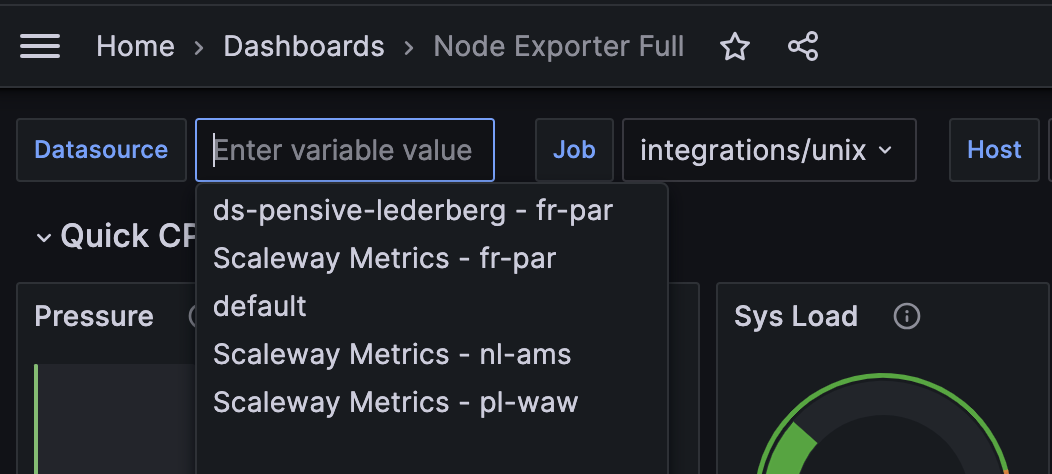 Home › Dashboards › Node Exporter Full
Datasource Enter variable value Job integrations/unix Host
ds-pensive-lederberg - fr-par
Quick CP
Scaleway Metrics - fr-par
default
Pressure Sys Load
Scaleway Metrics - nl-ams
Scaleway Metrics - pl-waw